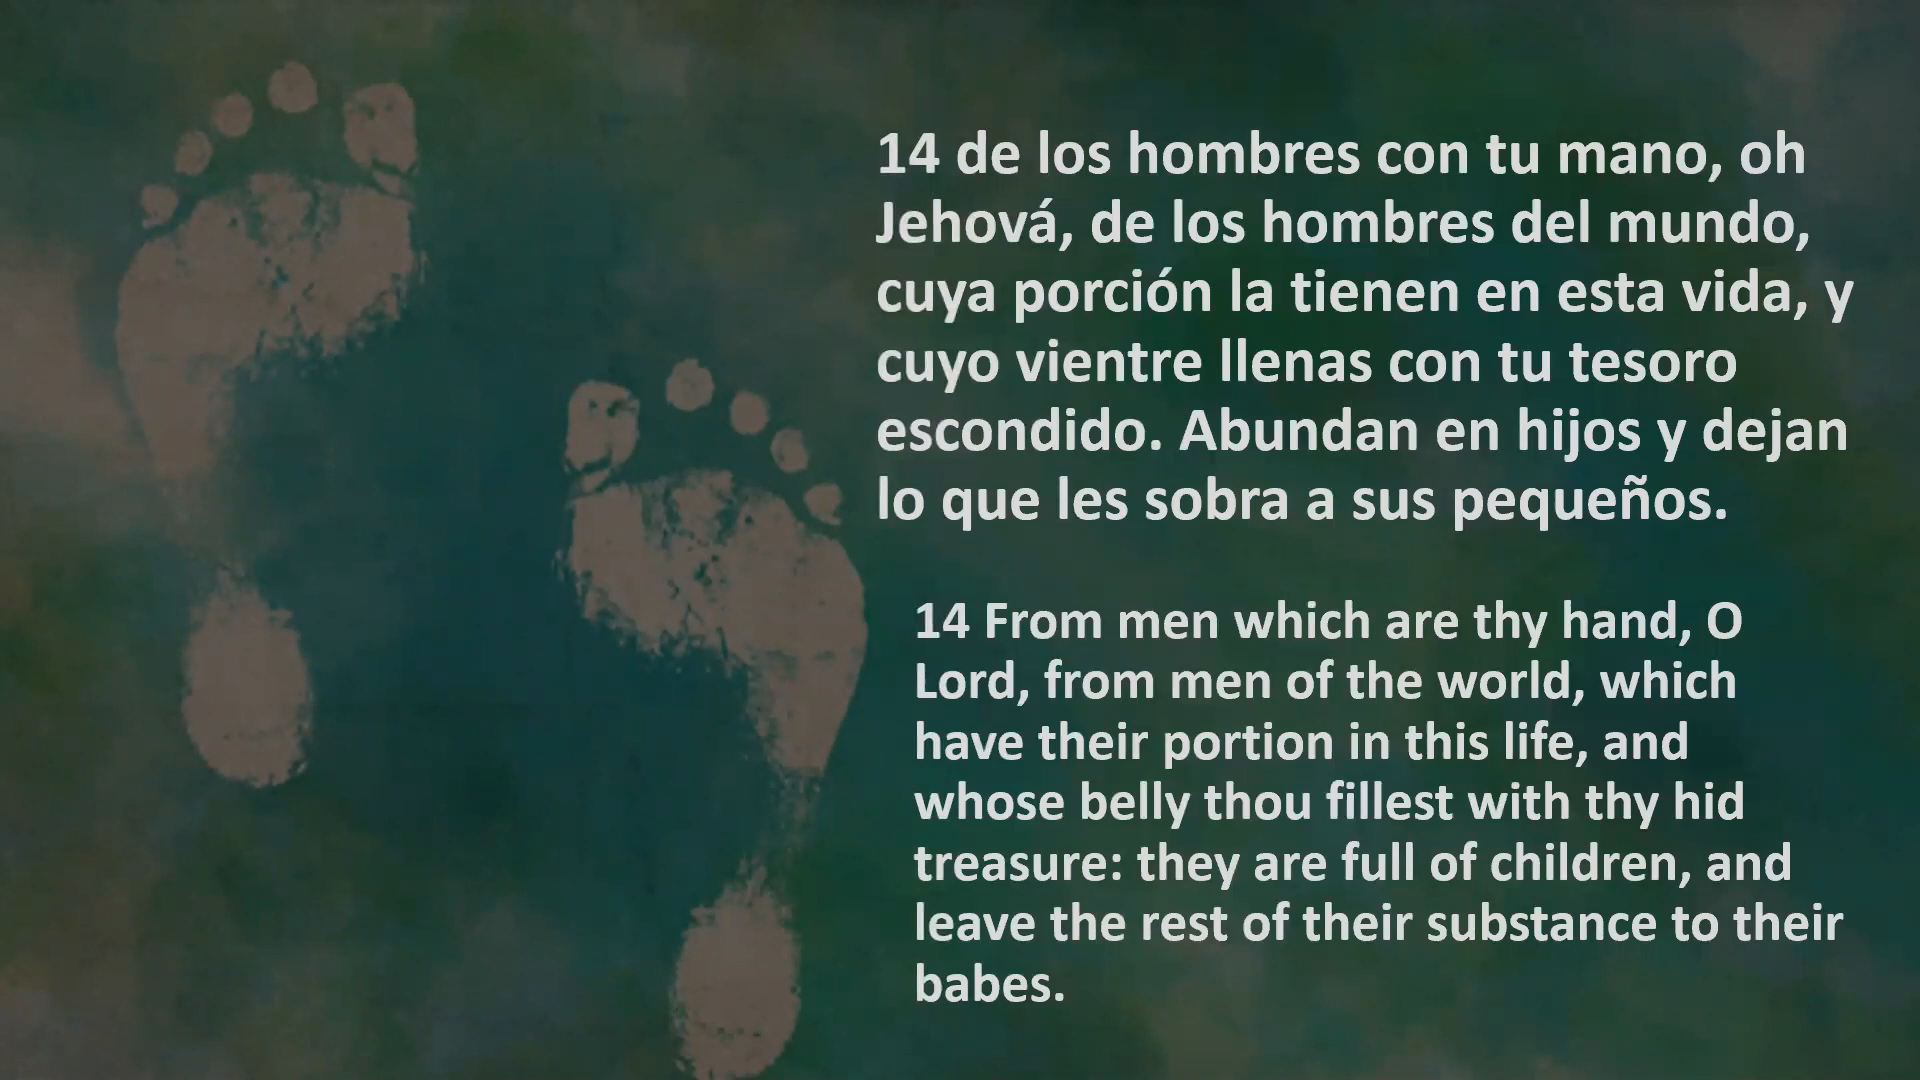 14 de los hombres con tu mano, oh
Jehová, de los hombres del mundo,
cuya porción la tienen en esta vida, y
cuyo vientre llenas con tu tesoro
escondido. Abundan en hijos y dejan
lo que les sobra a sus pequeños.
14 From men which are thy hand, O
Lord, from men of the world, which
have their portion in this life, and
whose belly thou fillest with thy hid
treasure: they are full of children, and
leave the rest of their substance to their
babes.